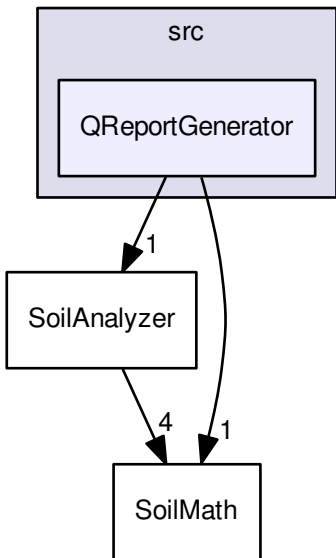 src
QReportGenerator
1
SoilAnalyzer
4
1
SoilMath